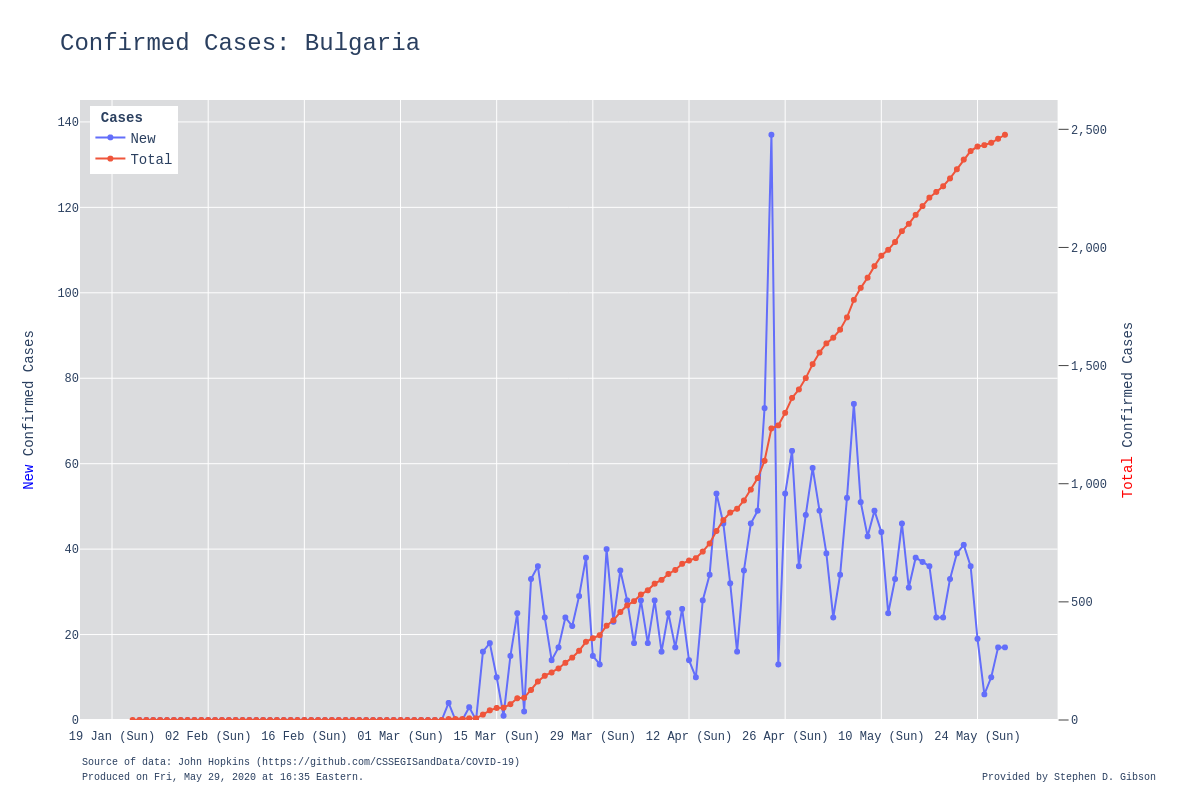 Confirmed Cases: Bulgaria
Cases
New
Total
140
120
100
80
60
40
20
0
2,500
2,000
1,500
1,000
500
0
New Confirmed Cases
Total Confirmed Cases
19 Jan (Sun) 02 Feb (Sun) 16 Feb (Sun) 01 Mar (Sun) 15 Mar (Sun) 29 Mar (Sun) 12 Apr (Sun) 26 Apr (Sun) 10 May (Sun) 24 May (Sun)
Source of data: John Hopkins (https://github.com/CSSEGISandData/COVID-19)
Produced on Fri, May 29, 2020 at 16:35 Eastern.
Provided by Stephen D. Gibson